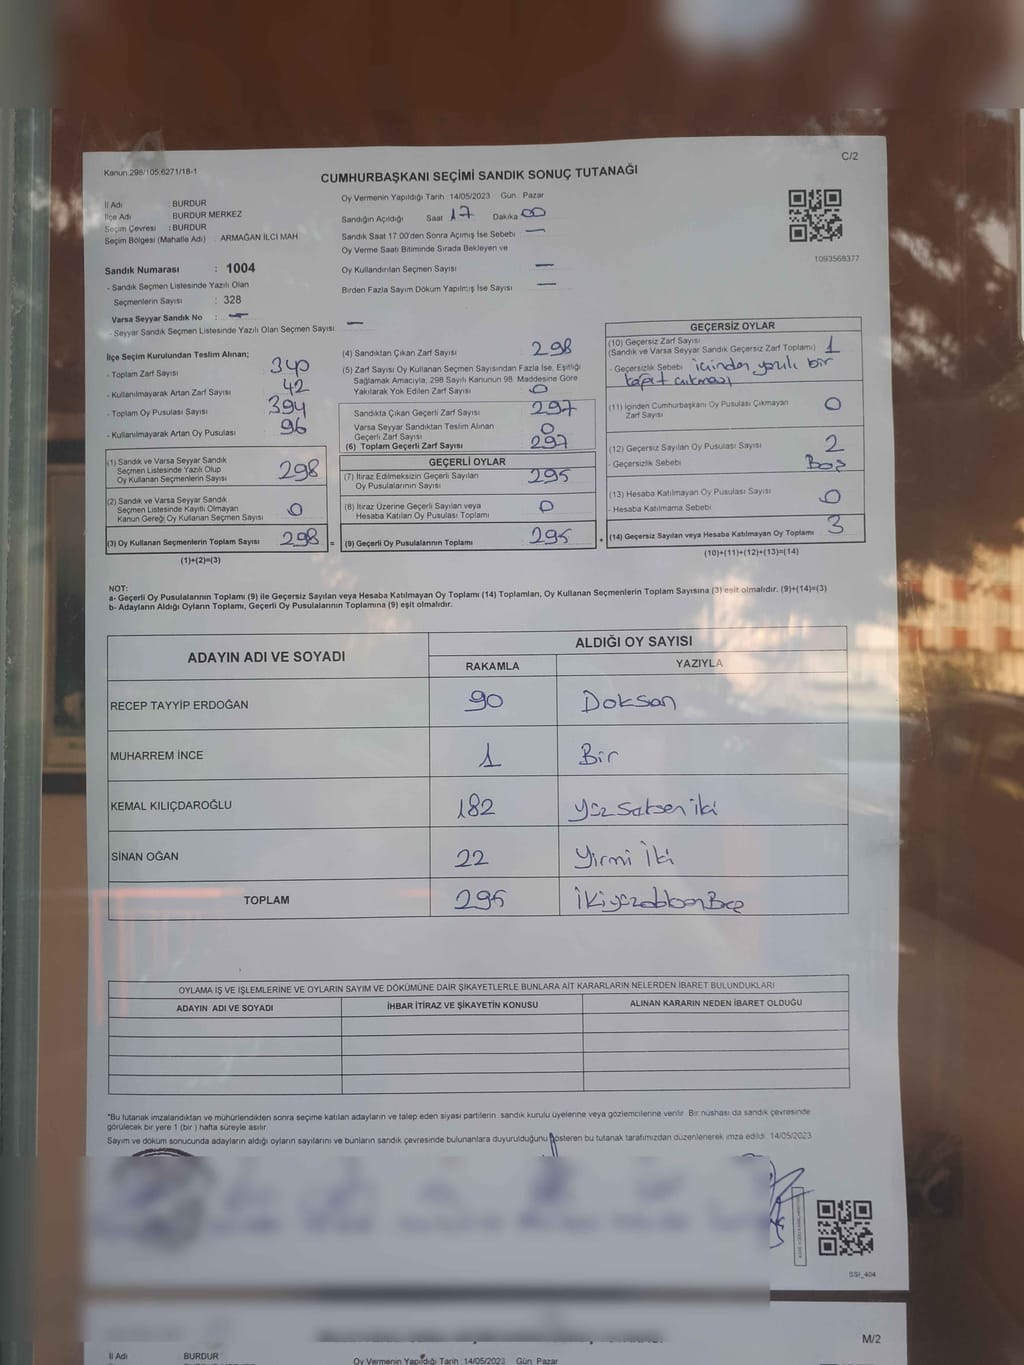 Kanun.298/105.6271/18-1
C/2
CUMHURBAŞKANI SEÇİMİ SANDIK SONUÇ TUTANAĞI
İl Adı : BURDUR
İlçe Adı : BURDUR MERKEZ
Seçim Çevresi : BURDUR
Seçim Bölgesi (Mahalle Adı) : ARMAĞAN İLCİ MAH
Sandık Numarası : 1004
- Sandık Seçmen Listesinde Yazılı Olan
Seçmenlerin Sayısı : 328
Varsa Seyyar Sandık No : —
- Seyyar Sandık Seçmen Listesinde Yazılı Olan Seçmen Sayısı: —
Oy Vermenin Yapıldığı Tarih :14/05/2023 Gün : Pazar
Sandığın Açıldığı Saat 17 Dakika 00
Sandık Saat 17:00'den Sonra Açılmış İse Sebebi —
Oy Verme Saati Bitiminde Sırada Bekleyen ve
Oy Kullandırılan Seçmen Sayısı —
Birden Fazla Sayım Döküm Yapılmış İse Sayısı —
1093568377
İlçe Seçim Kurulundan Teslim Alınan;
- Toplam Zarf Sayısı 340
- Kullanılmayarak Artan Zarf Sayısı 42
- Toplam Oy Pusulası Sayısı 394
- Kullanılmayarak Artan Oy Pusulası 96
(1) Sandık ve Varsa Seyyar Sandık
Seçmen Listesinde Yazılı Olup
Oy Kullanan Seçmenlerin Sayısı 298
(2) Sandık ve Varsa Seyyar Sandık
Seçmen Listesinde Kayıtlı Olmayan
Kanun Gereği Oy Kullanan Seçmen Sayısı 0
(3) Oy Kullanan Seçmenlerin Toplam Sayısı 298 =
(1)+(2)=(3)
(4) Sandıktan Çıkan Zarf Sayısı 298
(5) Zarf Sayısı Oy Kullanan Seçmen Sayısından Fazla İse, Eşitliği
Sağlamak Amacıyla, 298 Sayılı Kanunun 98. Maddesine Göre
Yakılarak Yok Edilen Zarf Sayısı 0
Sandıkta Çıkan Geçerli Zarf Sayısı 297
Varsa Seyyar Sandıktan Teslim Alınan
Geçerli Zarf Sayısı 0
(6) Toplam Geçerli Zarf Sayısı 297
GEÇERLİ OYLAR
(7) İtiraz Edilmeksizin Geçerli Sayılan
Oy Pusulalarının Sayısı 295
(8) İtiraz Üzerine Geçerli Sayılan veya
Hesaba Katılan Oy Pusulası Toplamı 0
(9) Geçerli Oy Pusulalarının Toplamı 295 +
GEÇERSİZ OYLAR
(10) Geçersiz Zarf Sayısı
(Sandık ve Varsa Seyyar Sandık Geçersiz Zarf Toplamı) 1
- Geçersizlik Sebebi içinden yazılı bir
kağıt çıkması
(11) İçinden Cumhurbaşkanı Oy Pusulası Çıkmayan
Zarf Sayısı 0
(12) Geçersiz Sayılan Oy Pusulası Sayısı 2
- Geçersizlik Sebebi Boş
(13) Hesaba Katılmayan Oy Pusulası Sayısı 0
- Hesaba Katılmama Sebebi
(14) Geçersiz Sayılan veya Hesaba Katılmayan Oy Toplamı 3
(10)+(11)+(12)+(13)=(14)
NOT:
a- Geçerli Oy Pusulalarının Toplamı (9) ile Geçersiz Sayılan veya Hesaba Katılmayan Oy Toplamı (14) Toplamları, Oy Kullanan Seçmenlerin Toplam Sayısına (3) eşit olmalıdır. (9)+(14)=(3)
b- Adayların Aldığı Oyların Toplamı, Geçerli Oy Pusulalarının Toplamına (9) eşit olmalıdır.
ADAYIN ADI VE SOYADI ALDIĞI OY SAYISI
RAKAMLA YAZIYLA
RECEP TAYYİP ERDOĞAN 90 Doksan
MUHARREM İNCE 1 Bir
KEMAL KILIÇDAROĞLU 182 Yüz Seksen iki
SİNAN OĞAN 22 Yirmi İki
TOPLAM 295 İkiyüzdoksan Beş
OYLAMA İŞ VE İŞLEMLERİNE VE OYLARIN SAYIM VE DÖKÜMÜNE DAİR ŞİKAYETLERLE BUNLARA AİT KARARLARIN NELERDEN İBARET BULUNDUKLARI
ADAYIN ADI VE SOYADI İHBAR İTİRAZ VE ŞİKAYETİN KONUSU ALINAN KARARIN NEDEN İBARET OLDUĞU
*Bu tutanak imzalandıktan ve mühürlendikten sonra seçime katılan adayların ve talep eden siyasi partilerin sandık kurulu üyelerine veya gözlemcilerine verilir. Bir nüshası da sandık çevresinde
görülecek bir yere 1 (bir) hafta süreyle asılır.
Sayım ve döküm sonucunda adayların aldığı oyların sayılarını ve bunların sandık çevresinde bulunanlara duyurulduğunu gösteren bu tutanak tarafımızdan düzenlenerek imza edildi. 14/05/2023
SSI_404
M/2
İl Adı BURDUR
Oy Vermenin Yapıldığı Tarih :14/05/2023 Gün: Pazar